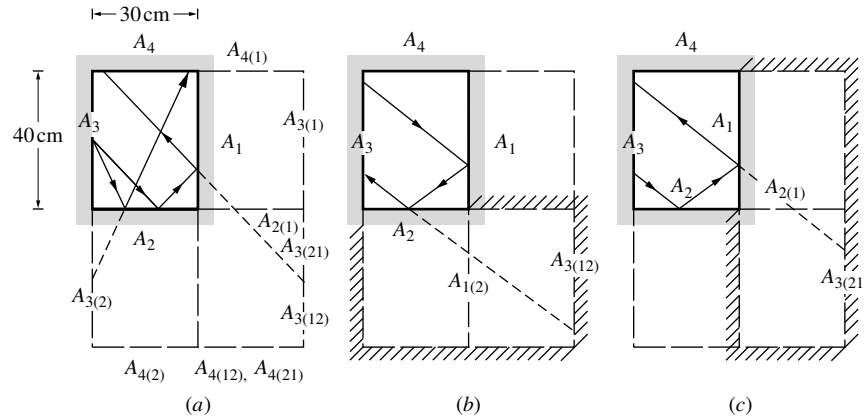 30 cm
40 cm
A4
A4(1)
A3
A3(1)
A1
A2
A2(1)
A3(21)
A3(2)
A3(12)
A4(2)
A4(12), A4(21)
(a)
A4
A3
A1
A2
A1(2)
A3(12)
(b)
A4
A1
A3
A2
A2(1)
A3(21
(c)